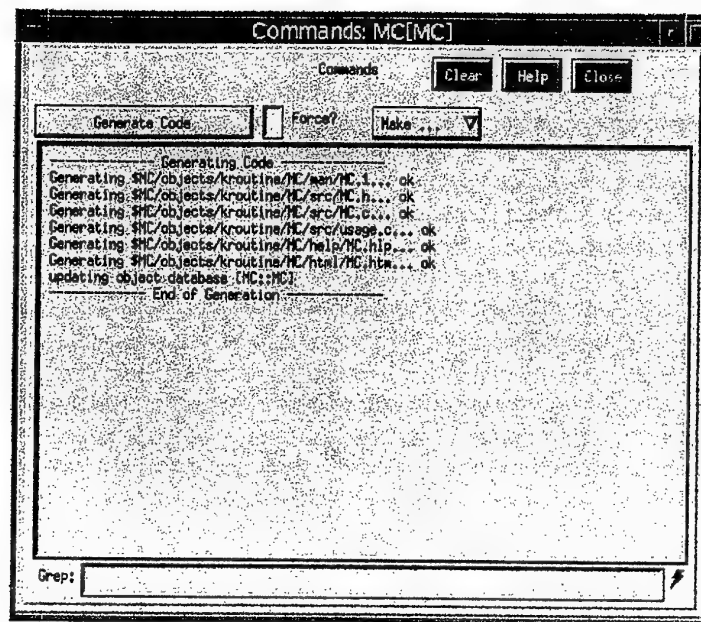 Commands: MC[MC]
Commands Clear Help Close
Generate Code Force? Make ...
Generating Code
Generating $MC/objects/kroutine/MC/man/MC.1... ok
Generating $MC/objects/kroutine/MC/src/MC.h... ok
Generating $MC/objects/kroutine/MC/src/MC.c... ok
Generating $MC/objects/kroutine/MC/src/usage.c... ok
Generating $MC/objects/kroutine/MC/help/MC.hlp... ok
Generating $MC/objects/kroutine/MC/html/MC.htm... ok
updating object database [MC::MC]
End of Generation
Grep: